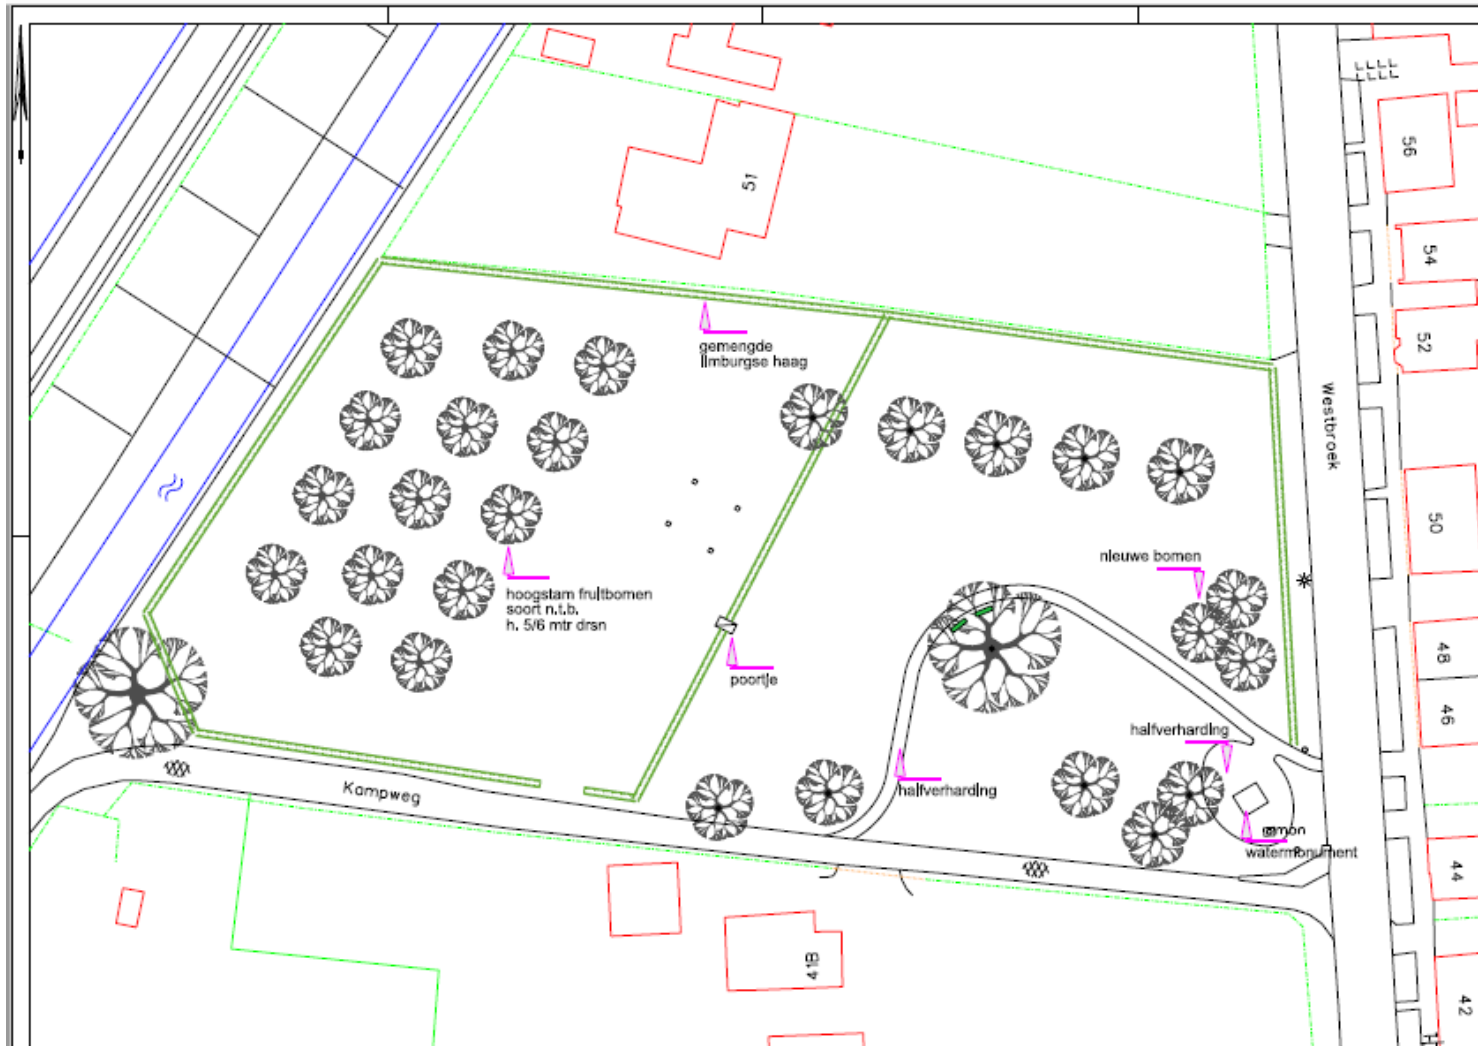 51
56
54
52
gemengde
limburgse haag
Westbroek
50
nieuwe bomen
hoogstam fruitbomen
soort n.t.b.
h. 5/6 mtr drsn
poortje
48
46
halfverharding
halfverharding
Kampweg
watermonument
44
41B
42